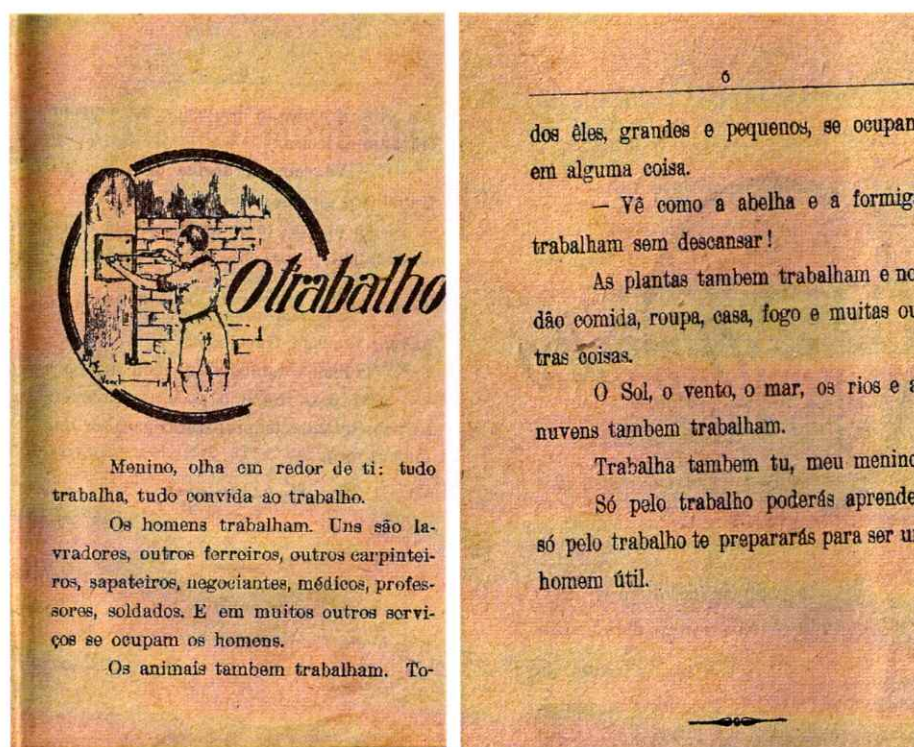 O trabalho
Menino, olha em redor de ti: tudo
trabalha, tudo convida ao trabalho.
Os homens trabalham. Uns são la-
vradores, outros ferreiros, outros carpintei-
ros, sapateiros, negociantes, médicos, profes-
sores, soldados. E em muitos outros servi-
ços se ocupam os homens.
Os animais tambem trabalham. To-
6
dos êles, grandes e pequenos, se ocupam
em alguma coisa.
— Vê como a abelha e a formiga
trabalham sem descansar!
As plantas tambem trabalham e no
dão comida, roupa, casa, fogo e muitas ou
tras coisas.
O Sol, o vento, o mar, os rios e a
nuvens tambem trabalham.
Trabalha tambem tu, meu menino
Só pelo trabalho poderás aprende
só pelo trabalho te prepararás para ser u
homem útil.